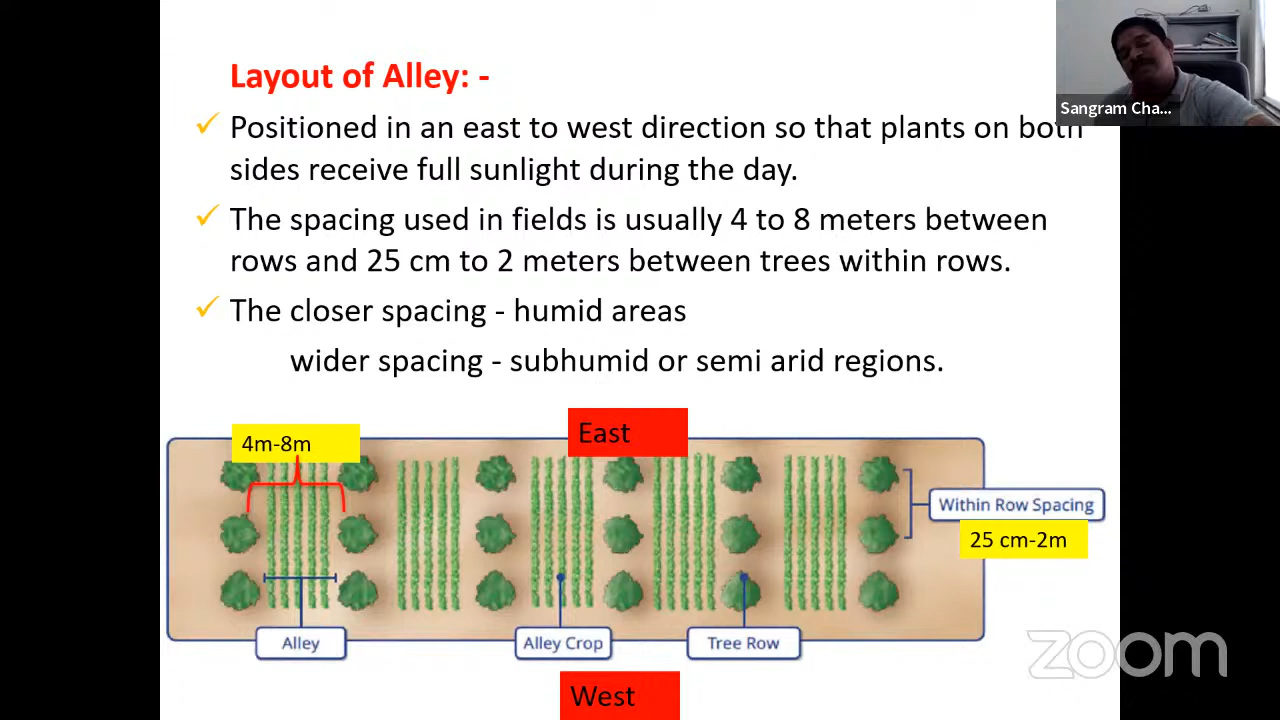 Layout of Alley: -
Sangram Cha...
Positioned in an east to west direction so that plants on both
sides receive full sunlight during the day.
The spacing used in fields is usually 4 to 8 meters between
rows and 25 cm to 2 meters between trees within rows.
The closer spacing - humid areas
wider spacing - subhumid or semi arid regions.
East
4m-8m
Within Row Spacing
25 cm-2m
Alley
Alley Crop
Tree Row
West
zoom